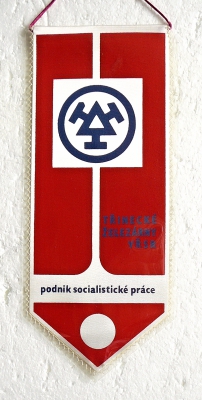 TŘINECKÉ
ŽELEZÁRNY
VŘSR
podnik socialistické práce